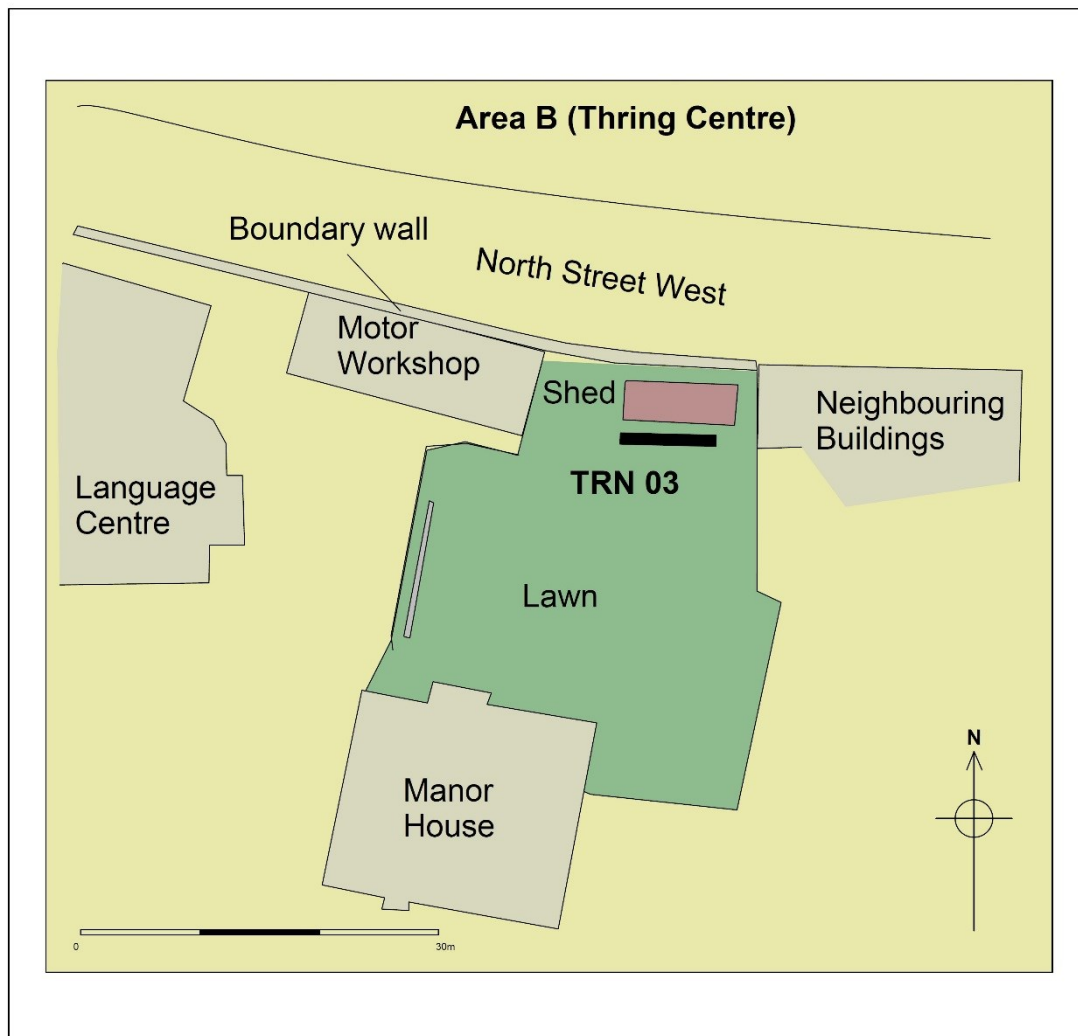 Area B (Thring Centre)
Boundary wall
North Street West
Motor
Workshop
Shed
Neighbouring
Buildings
TRN 03
Language
Centre
Lawn
Manor
House
N
0
30m